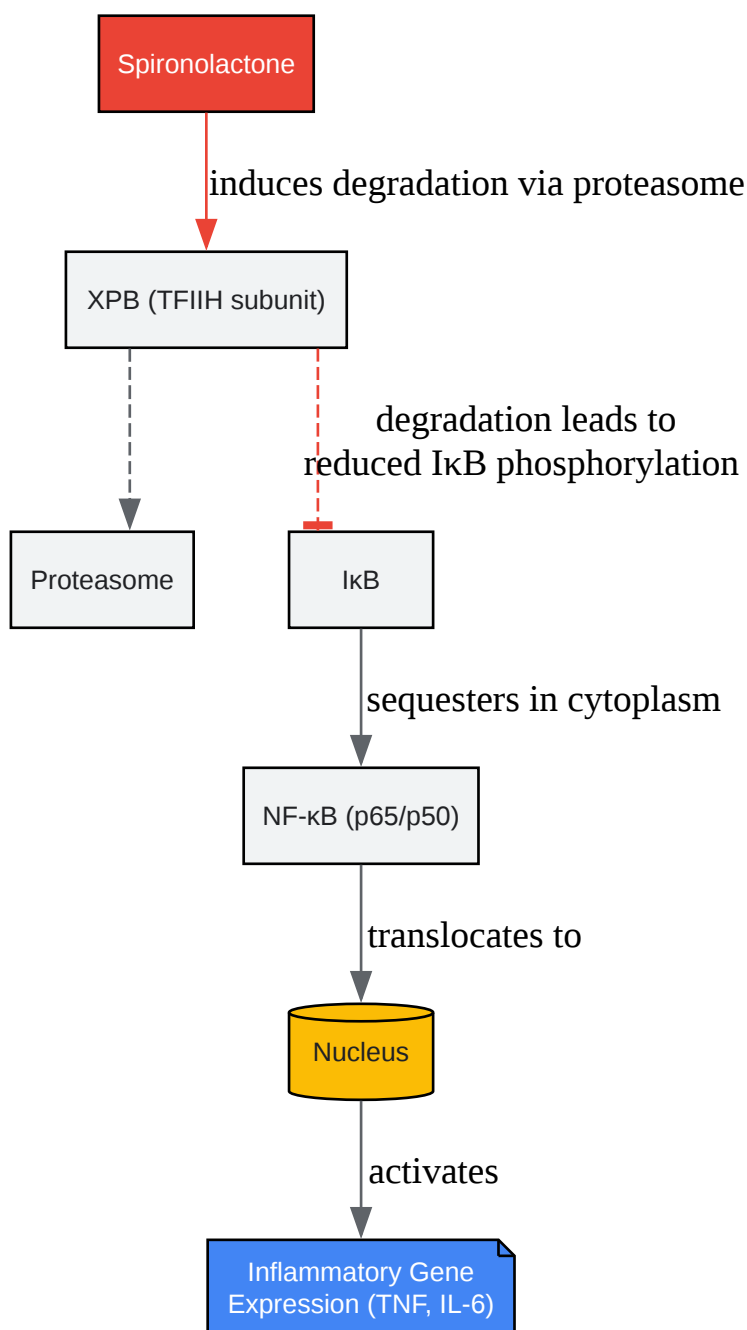 Spironolactone
induces degradation via proteasome
XPB (TFIIH subunit)
degradation leads to
reduced IκB phosphorylation
Proteasome
IκB
sequesters in cytoplasm
NF-κB (p65/p50)
translocates to
Nucleus
activates
Inflammatory Gene
Expression (TNF, IL-6)